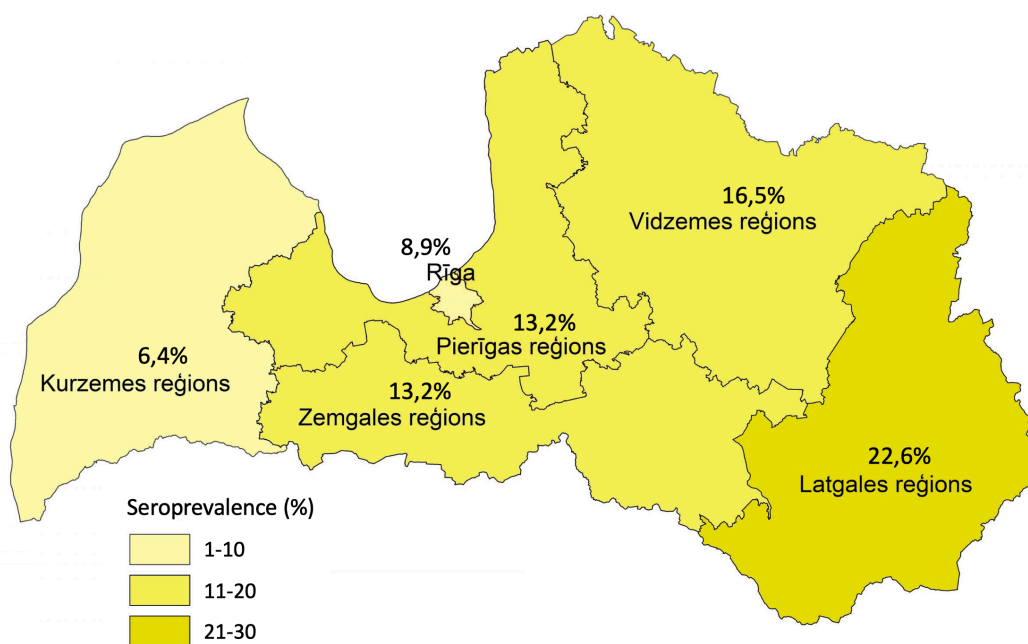 16,5%
Vidzemes reģions
8,9%
Rīga
13,2%
Pierīgas reģions
6,4%
Kurzemes reģions
13,2%
Zemgales reģions
22,6%
Latgales reģions
Seroprevalence (%)
1-10
11-20
21-30